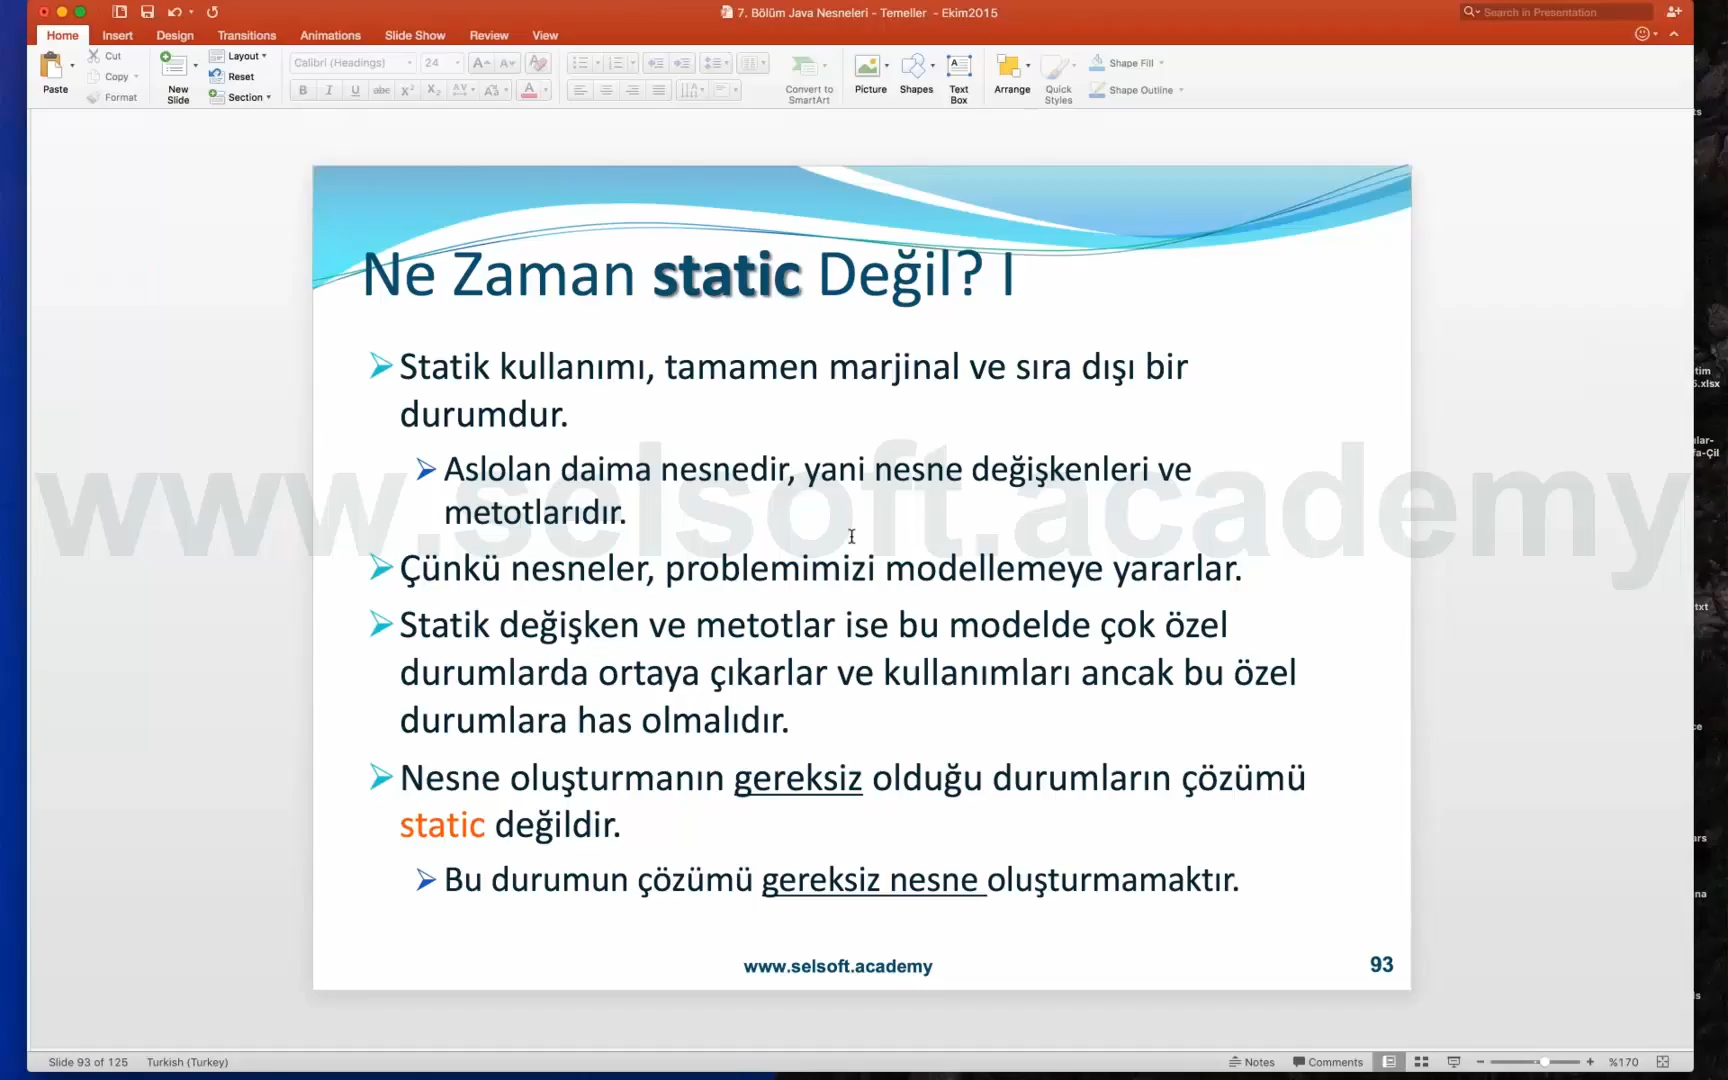 7. Bölüm Java Nesneleri - Temeller - Ekim2015
Search in Presentation
Home Insert Design Transitions Animations Slide Show Review View
Paste
Cut
Copy
Format
New Slide
Layout
Reset
Section
Calibri (Headings) 24
Convert to SmartArt
Picture
Shapes
Text Box
Arrange
Quick Styles
Shape Fill
Shape Outline
Ne Zaman static Değil? I
Statik kullanımı, tamamen marjinal ve sıra dışı bir
durumdur.
Aslolan daima nesnedir, yani nesne değişkenleri ve
metotlarıdır.
Çünkü nesneler, problemimizi modellemeye yararlar.
Statik değişken ve metotlar ise bu modelde çok özel
durumlarda ortaya çıkarlar ve kullanımları ancak bu özel
durumlara has olmalıdır.
Nesne oluşturmanın gereksiz olduğu durumların çözümü
static değildir.
Bu durumun çözümü gereksiz nesne oluşturmamaktır.
www.selsoft.academy
93
www.selsoft.academy
Slide 93 of 125 Turkish (Turkey)
Notes Comments %170